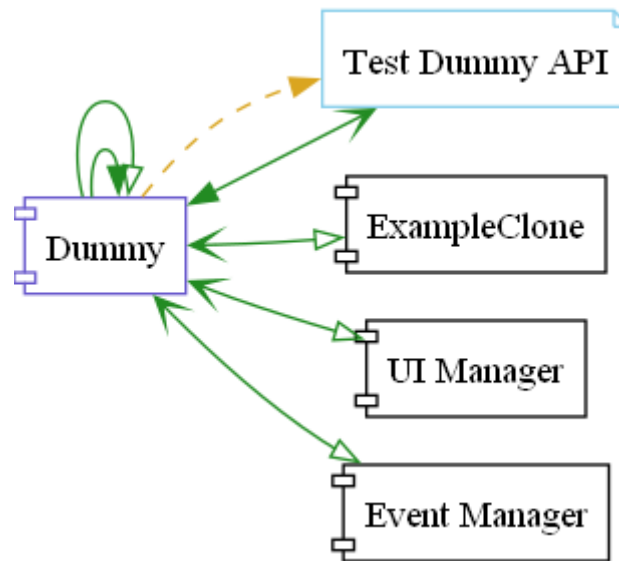 Test Dummy API
Dummy
ExampleClone
UI Manager
Event Manager